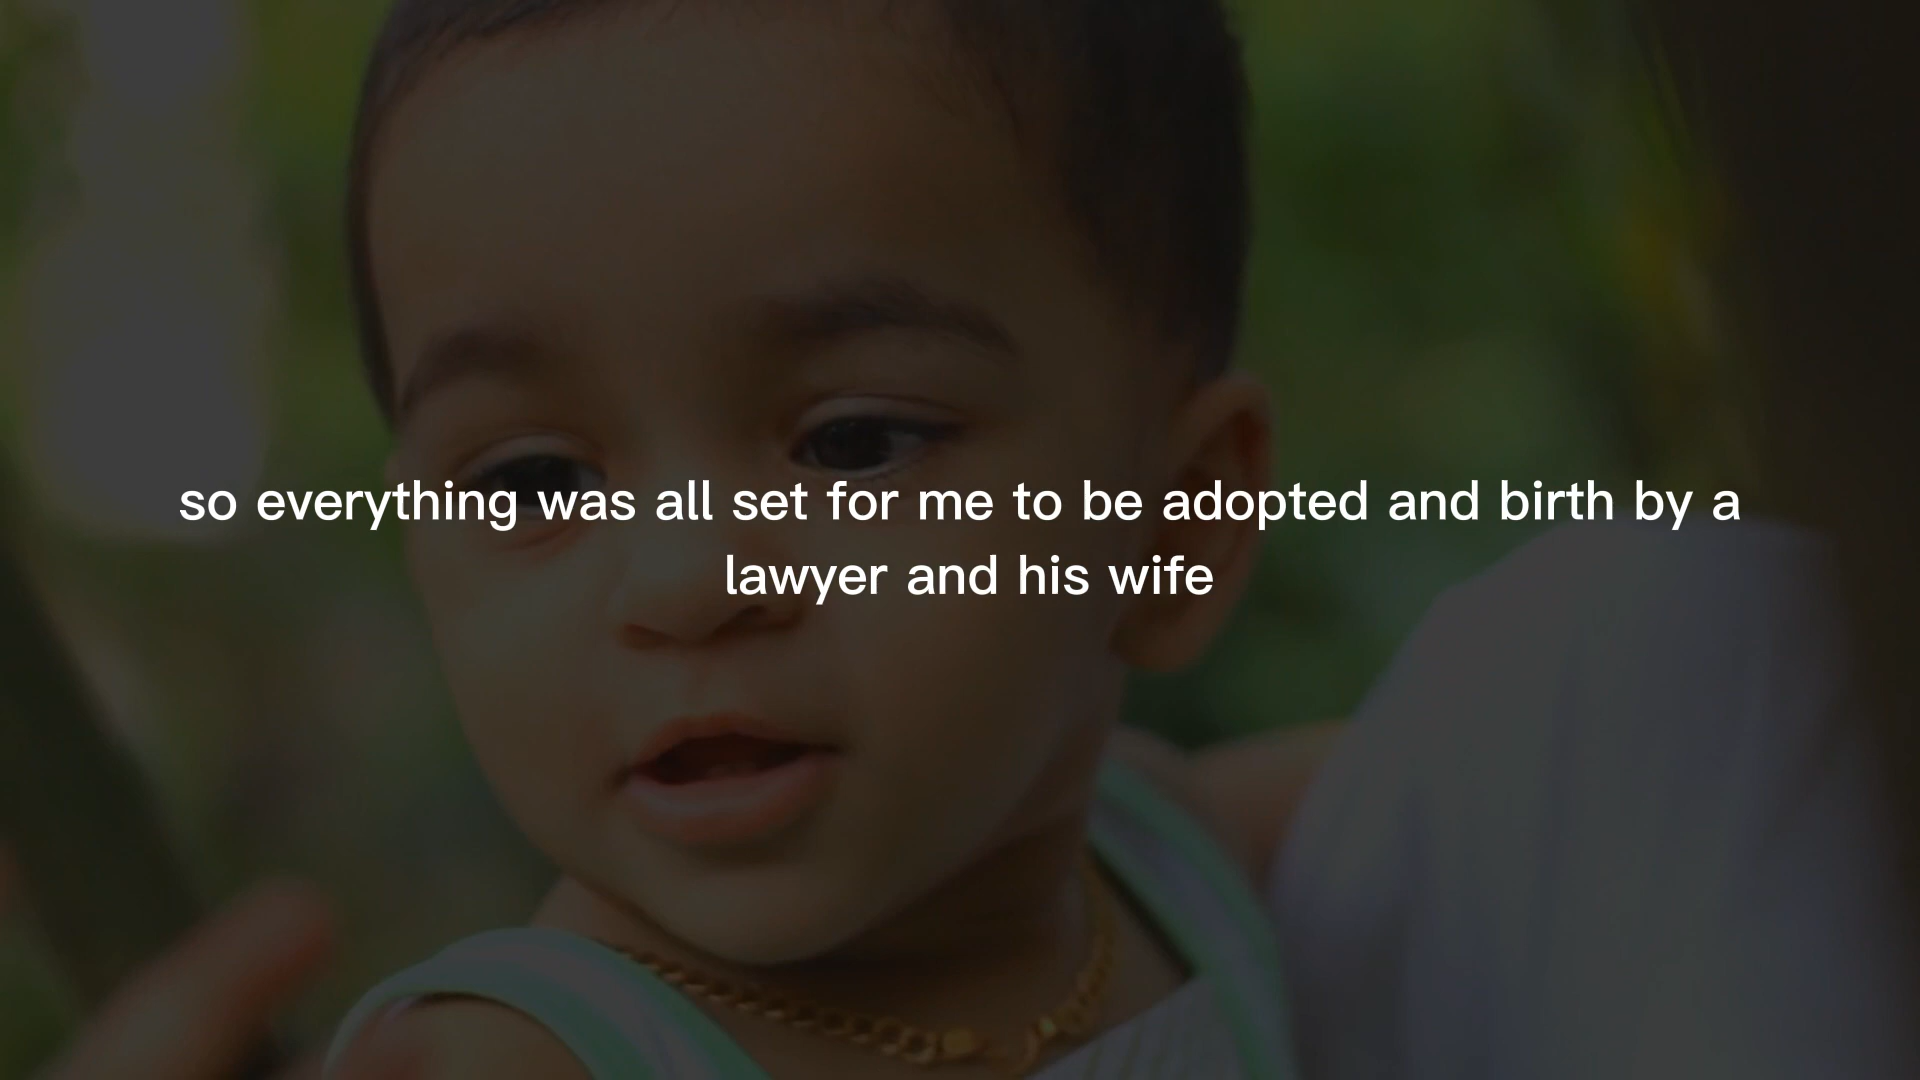 so everything was all set for me to be adopted and birth by a
lawyer and his wife